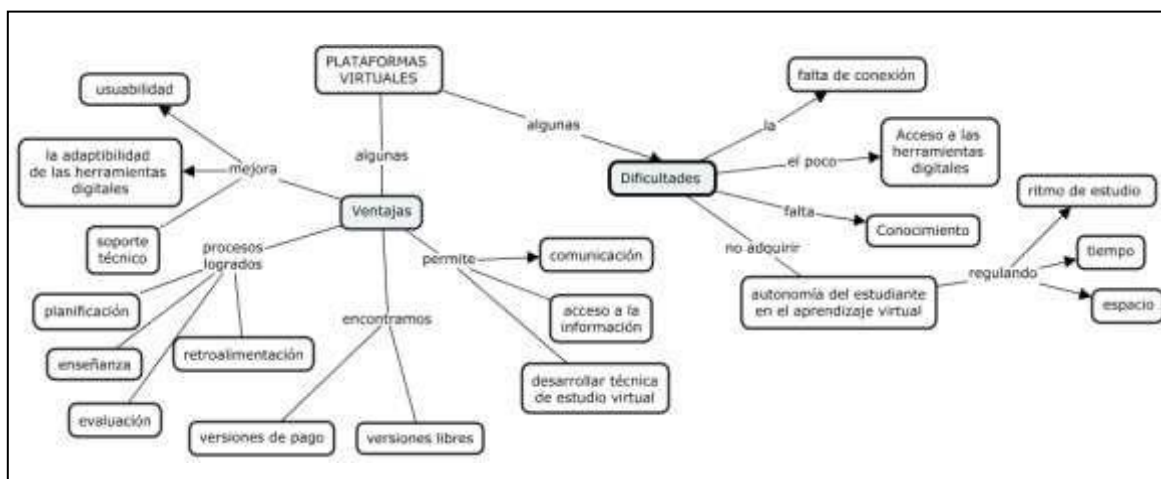 PLATAFORMAS
VIRTUALES
algunas
Ventajas
mejora
usuabilidad
la adaptibilidad
de las herramientas
digitales
soporte
técnico
procesos
logrados
planificación
enseñanza
evaluación
retroalimentación
encontramos
versiones de pago
versiones libres
permite
comunicación
acceso a la
información
desarrollar técnica
de estudio virtual
algunas
Dificultades
la
falta de conexión
el poco
Acceso a las
herramientas
digitales
falta
Conocimiento
no adquirir
autonomía del estudiante
en el aprendizaje virtual
regulando
ritmo de estudio
tiempo
espacio